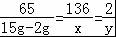 65/(15g-2g) = 136/x = 2/y